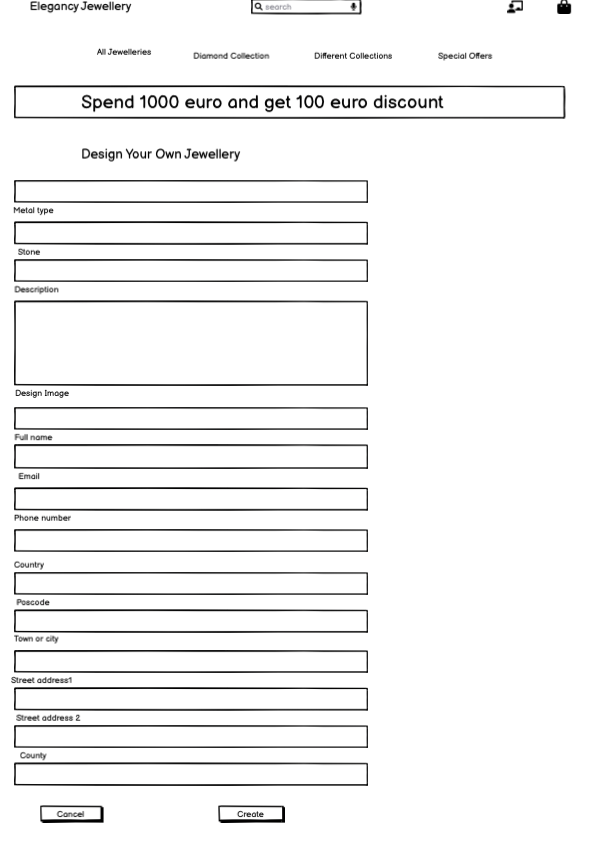 Elegancy Jewellery
search
All Jewelleries
Diamond Collection
Different Collections
Special Offers
Spend 1000 euro and get 100 euro discount
Design Your Own Jewellery
Metal type
Stone
Description
Design Image
Full name
Email
Phone number
Country
Poscode
Town or city
Street address1
Street address 2
County
Cancel
Create